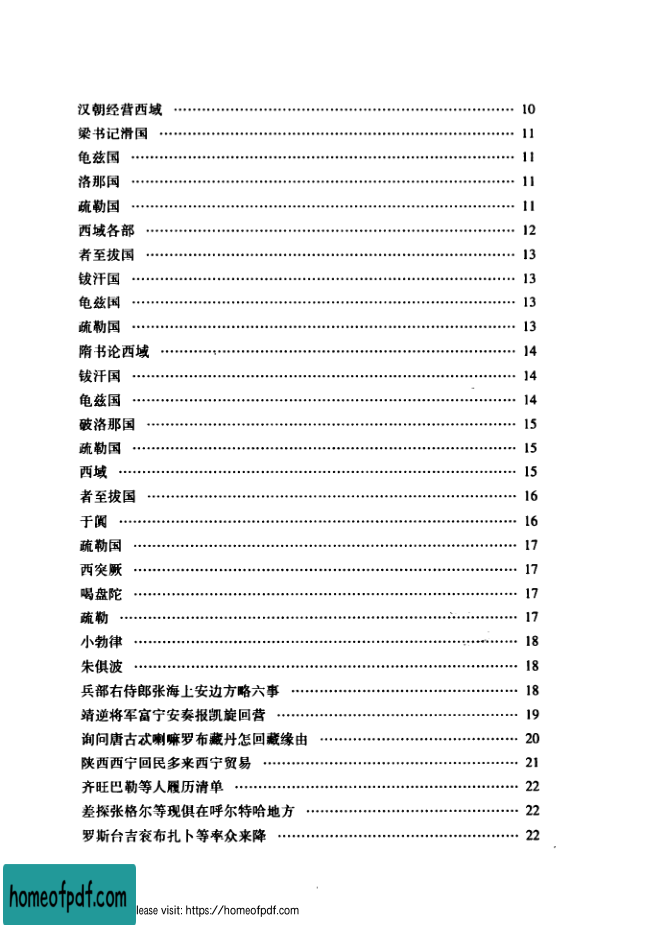 汉朝经营西域 …… 10
梁书记滑国 …… 11
龟兹国 …… 11
洛那国 …… 11
疏勒国 …… 11
西域各部 …… 12
者至拔国 …… 13
钹汗国 …… 13
龟兹国 …… 13
疏勒国 …… 13
隋书论西域 …… 14
钹汗国 …… 14
龟兹国 …… 14
破洛那国 …… 15
疏勒国 …… 15
西域 …… 15
者至拔国 …… 16
于阗 …… 16
疏勒国 …… 17
西突厥 …… 17
喝盘陀 …… 17
疏勒 …… 17
小勃律 …… 18
朱俱波 …… 18
兵部右侍郎张海上安边方略六事 …… 18
靖逆将军富宁安奏报凯旋回营 …… 19
询问唐古忒喇嘛罗布藏丹怎回藏缘由 …… 20
陕西西宁回民多来西宁贸易 …… 21
齐旺巴勒等人履历清单 …… 22
差探张格尔等现俱在呼尔特哈地方 …… 22
罗斯台吉衮布扎卜等率众来降 …… 22
homeofpdf.com
lease visit: https://homeofpdf.com